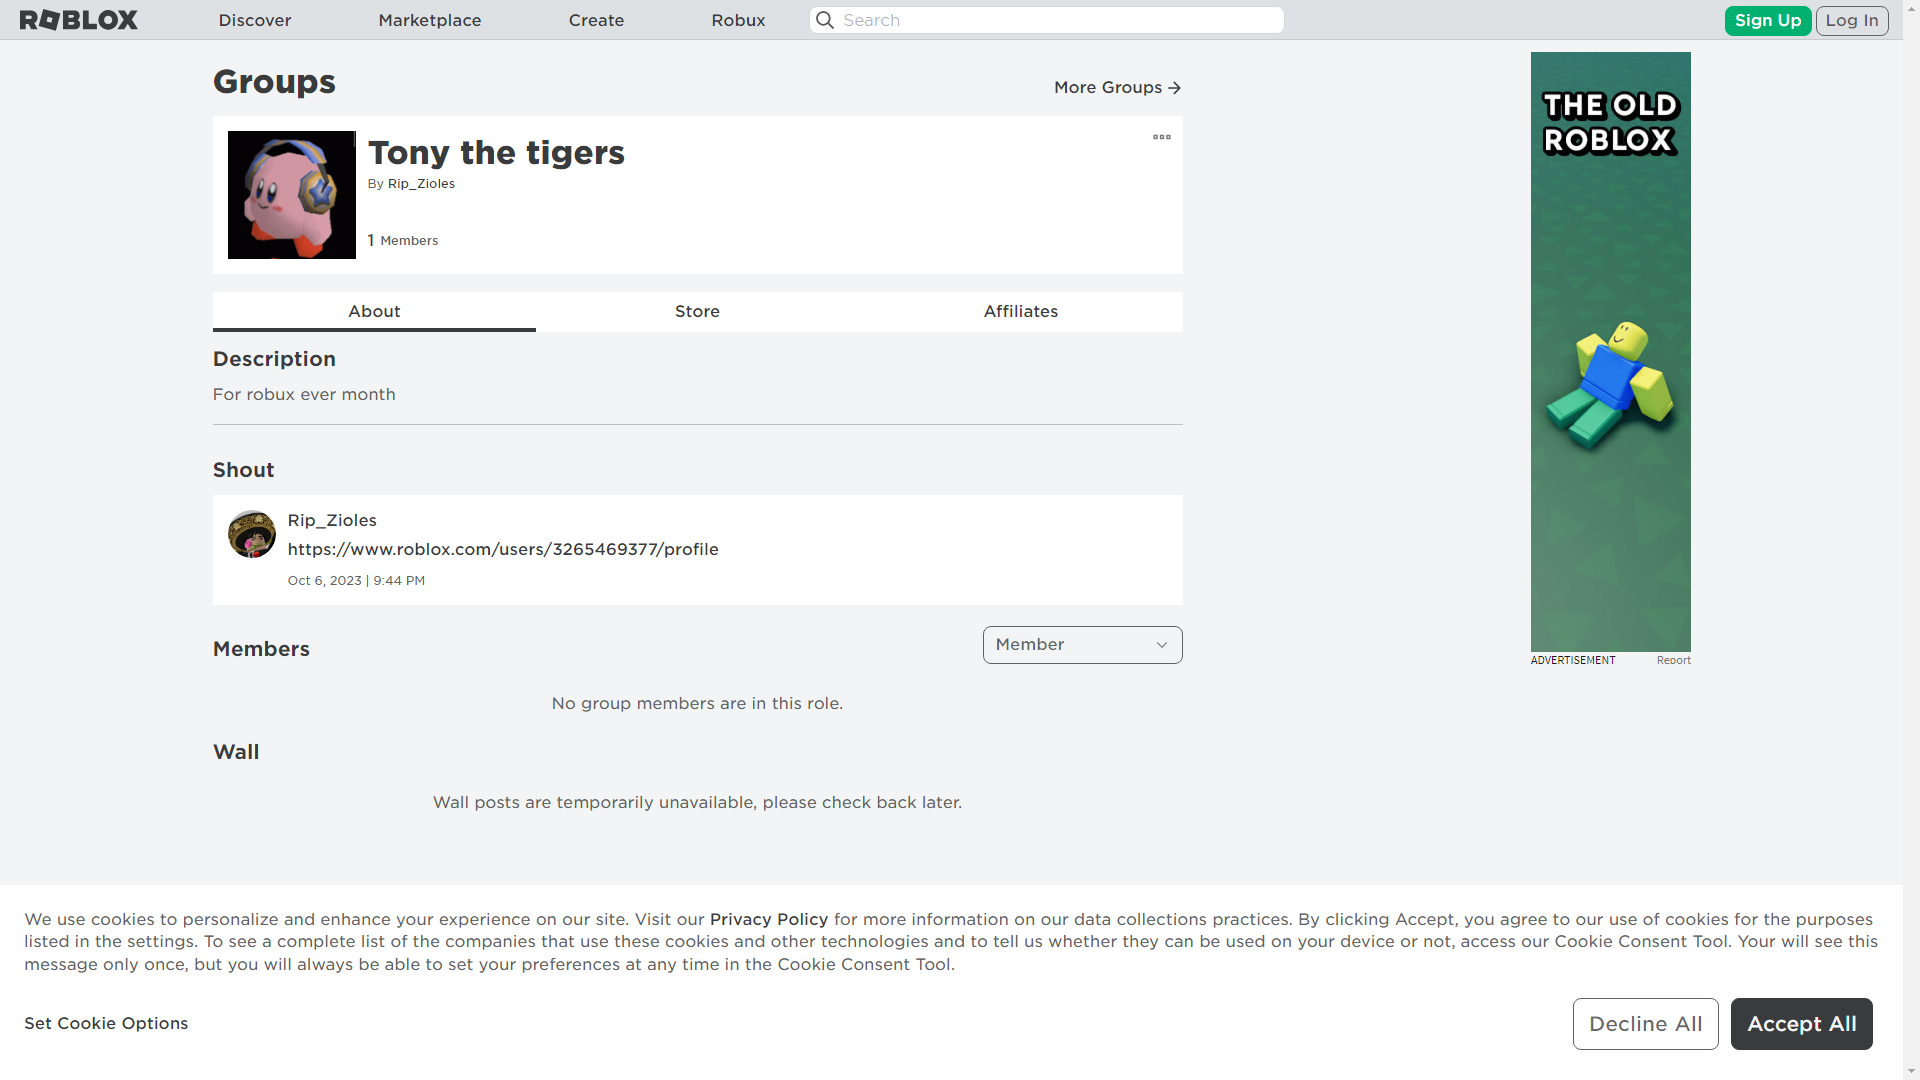 ROBLOX Discover Marketplace Create Robux Search Sign Up Log In
Groups
More Groups
Tony the tigers
By Rip_Zioles
1 Members
About Store Affiliates
Description
For robux ever month
Shout
Rip_Zioles
https://www.roblox.com/users/3265469377/profile
Oct 6, 2023 | 9:44 PM
Members
Member
No group members are in this role.
Wall
Wall posts are temporarily unavailable, please check back later.
THE OLD
ROBLOX
ADVERTISEMENT Report
We use cookies to personalize and enhance your experience on our site. Visit our Privacy Policy for more information on our data collections practices. By clicking Accept, you agree to our use of cookies for the purposes
listed in the settings. To see a complete list of the companies that use these cookies and other technologies and to tell us whether they can be used on your device or not, access our Cookie Consent Tool. Your will see this
message only once, but you will always be able to set your preferences at any time in the Cookie Consent Tool.
Set Cookie Options
Decline All
Accept All